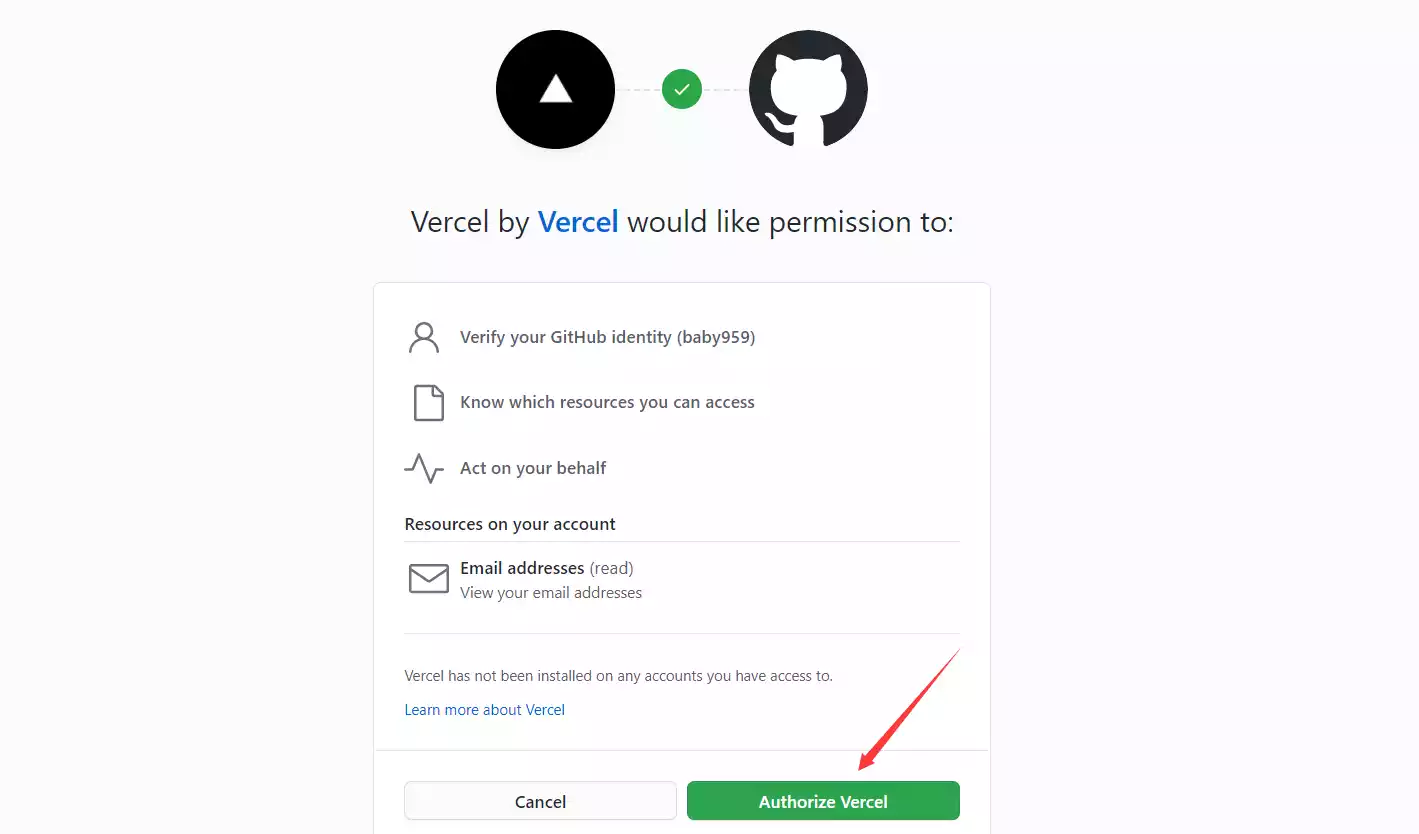 Vercel by Vercel would like permission to:
Verify your GitHub identity (baby959)
Know which resources you can access
Act on your behalf
Resources on your account
Email addresses (read)
View your email addresses
Vercel has not been installed on any accounts you have access to.
Learn more about Vercel
Cancel
Authorize Vercel